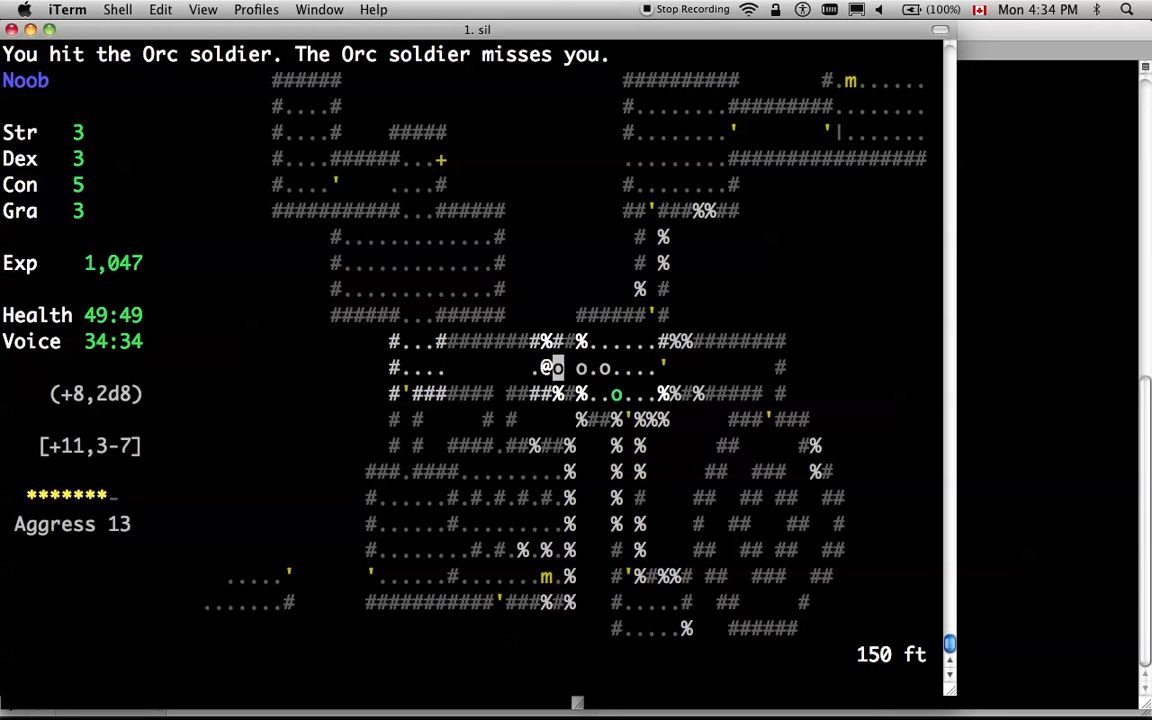 iTerm Shell Edit View Profiles Window Help Stop Recording (100%) Mon 4:34 PM
1. sil
You hit the Orc soldier. The Orc soldier misses you.
Noob ###### ########## #.m......
#....# #........#########........
Str 3 #....# ##### #.......' '|.......
Dex 3 #....######...+ .........#################
Con 5 #...' ....# #........#
Gra 3 ###########...###### ##'###%%##
#.............# # %
Exp 1,047 #.............# # %
#.............# % #
Health 49:49 ######...###### ######'#
Voice 34:34 #...########%##%......#%%########
#.... .@o o.o....' #
(+8,2d8) #'####### ####%#%..o...%#%##### #
# # # # %##%'%%% ###'###
[+11,3-7] # # ####.##%##% % % ## #%
###.####.........% % % ## ### %#
*******_ #......#.#.#.#.#.% % # ## ## ##
Aggress 13 #......#.........% % % # ## ## #
#........#.#.%.%.% # % ## ## ## ##
.....' '......#.......m.% #'%#%% ## ### ##
.......# ###########'###%#% #.....# ## #
#.....% ######
150 ft